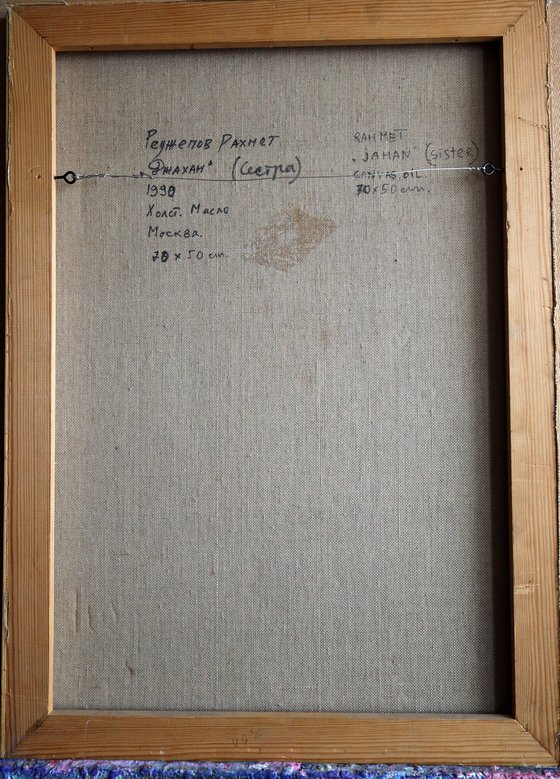 Реджепов Рахмет
"Джахан" (Сестра)
1990
Холст. Масло
Москва.
70 x 50 cm.
RAHMET
"JAHAN" (Sister)
CANVAS. OIL.
70x50 cm.